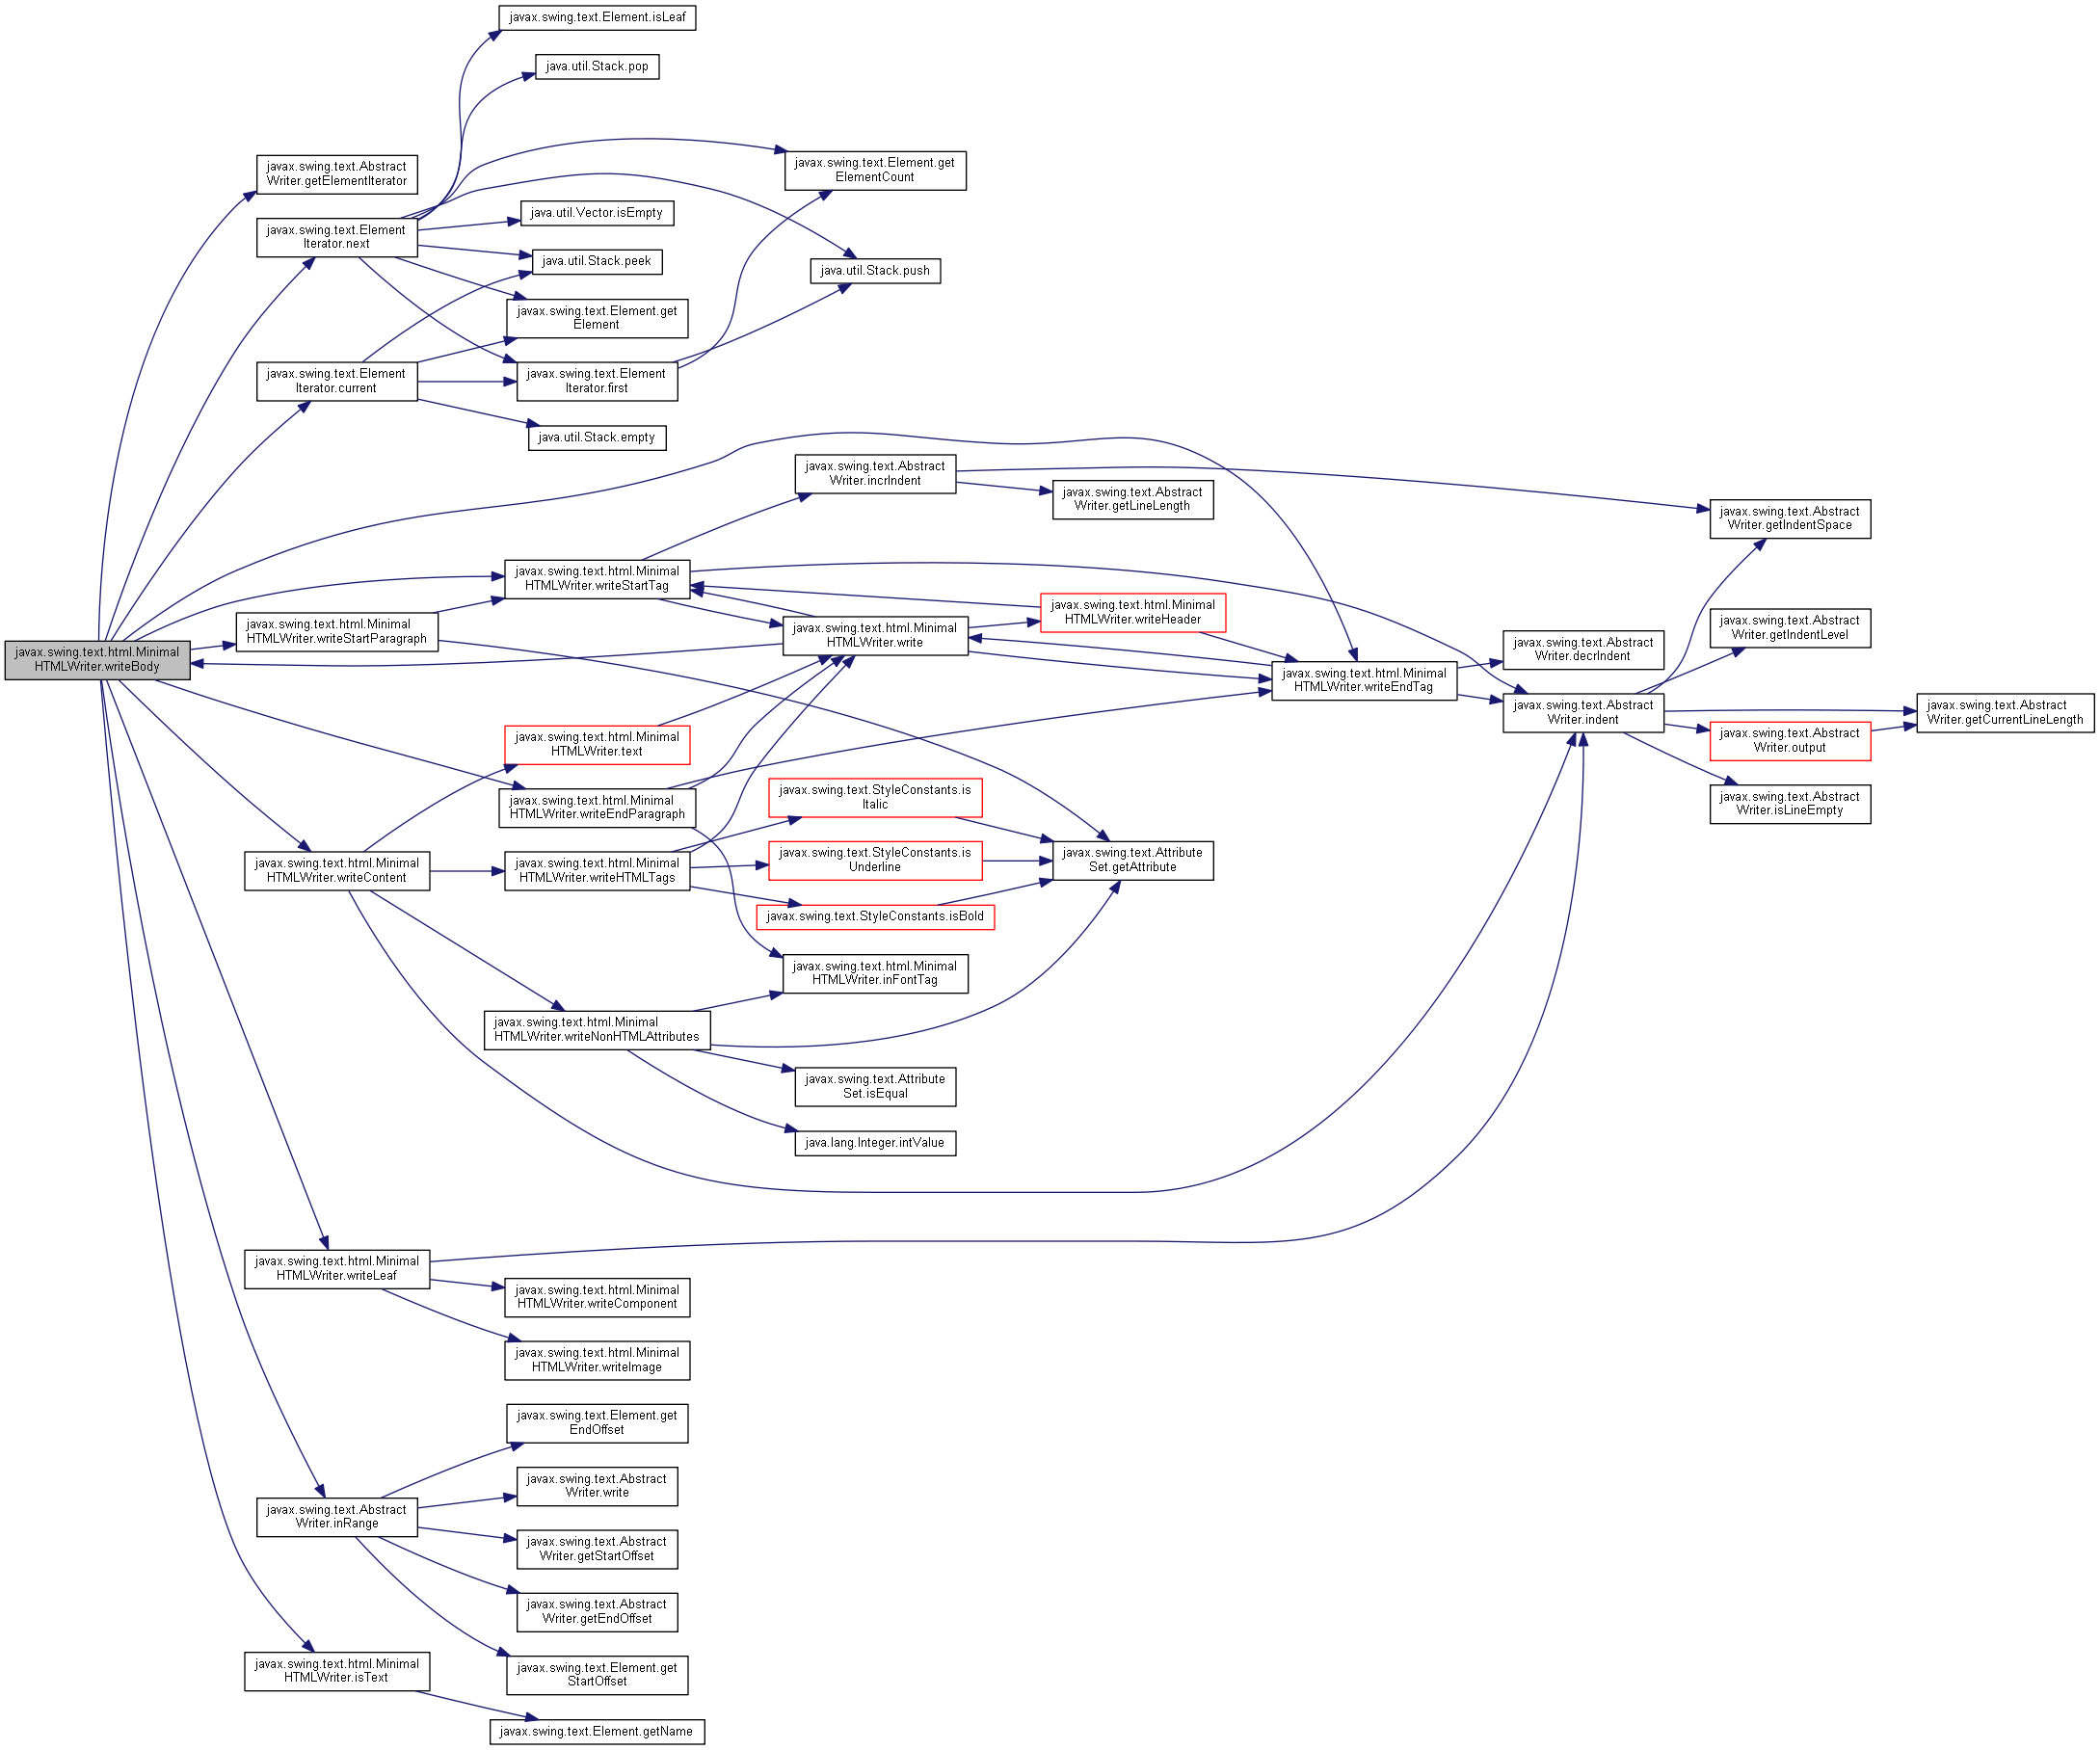 javax.swing.text.Element.isLeaf
java.util.Stack.pop
javax.swing.text.Abstract
Writer.getElementIterator
javax.swing.text.Element.get
ElementCount
java.util.Vector.isEmpty
javax.swing.text.Element
Iterator.next
java.util.Stack.peek
java.util.Stack.push
javax.swing.text.Element.get
Element
javax.swing.text.Element
Iterator.current
javax.swing.text.Element
Iterator.first
java.util.Stack.empty
javax.swing.text.Abstract
Writer.incrIndent
javax.swing.text.Abstract
Writer.getLineLength
javax.swing.text.Abstract
Writer.getIndentSpace
javax.swing.text.html.Minimal
HTMLWriter.writeStartTag
javax.swing.text.html.Minimal
HTMLWriter.writeHeader
javax.swing.text.html.Minimal
HTMLWriter.writeStartParagraph
javax.swing.text.html.Minimal
HTMLWriter.write
javax.swing.text.Abstract
Writer.getIndentLevel
javax.swing.text.html.Minimal
HTMLWriter.writeBody
javax.swing.text.Abstract
Writer.decrIndent
javax.swing.text.html.Minimal
HTMLWriter.writeEndTag
javax.swing.text.Abstract
Writer.indent
javax.swing.text.Abstract
Writer.getCurrentLineLength
javax.swing.text.html.Minimal
HTMLWriter.text
javax.swing.text.Abstract
Writer.output
javax.swing.text.StyleConstants.is
Italic
javax.swing.text.html.Minimal
HTMLWriter.writeEndParagraph
javax.swing.text.Abstract
Writer.isLineEmpty
javax.swing.text.html.Minimal
HTMLWriter.writeContent
javax.swing.text.html.Minimal
HTMLWriter.writeHTMLTags
javax.swing.text.StyleConstants.is
Underline
javax.swing.text.Attribute
Set.getAttribute
javax.swing.text.StyleConstants.isBold
javax.swing.text.html.Minimal
HTMLWriter.inFontTag
javax.swing.text.html.Minimal
HTMLWriter.writeNonHTMLAttributes
javax.swing.text.Attribute
Set.isEqual
java.lang.Integer.intValue
javax.swing.text.html.Minimal
HTMLWriter.writeLeaf
javax.swing.text.html.Minimal
HTMLWriter.writeComponent
javax.swing.text.html.Minimal
HTMLWriter.writeImage
javax.swing.text.Element.get
EndOffset
javax.swing.text.Abstract
Writer.write
javax.swing.text.Abstract
Writer.inRange
javax.swing.text.Abstract
Writer.getStartOffset
javax.swing.text.Abstract
Writer.getEndOffset
javax.swing.text.html.Minimal
HTMLWriter.isText
javax.swing.text.Element.get
StartOffset
javax.swing.text.Element.getName